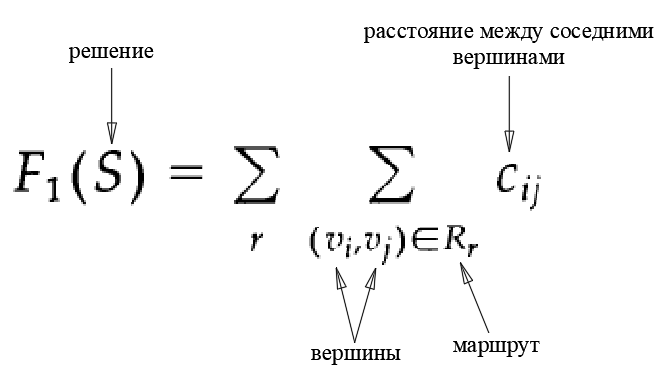 расстояние между соседними
вершинами
решение
F₁(S) = ∑ ∑ cᵢⱼ
r (vᵢ,vⱼ)∈Rᵣ
вершины
маршрут